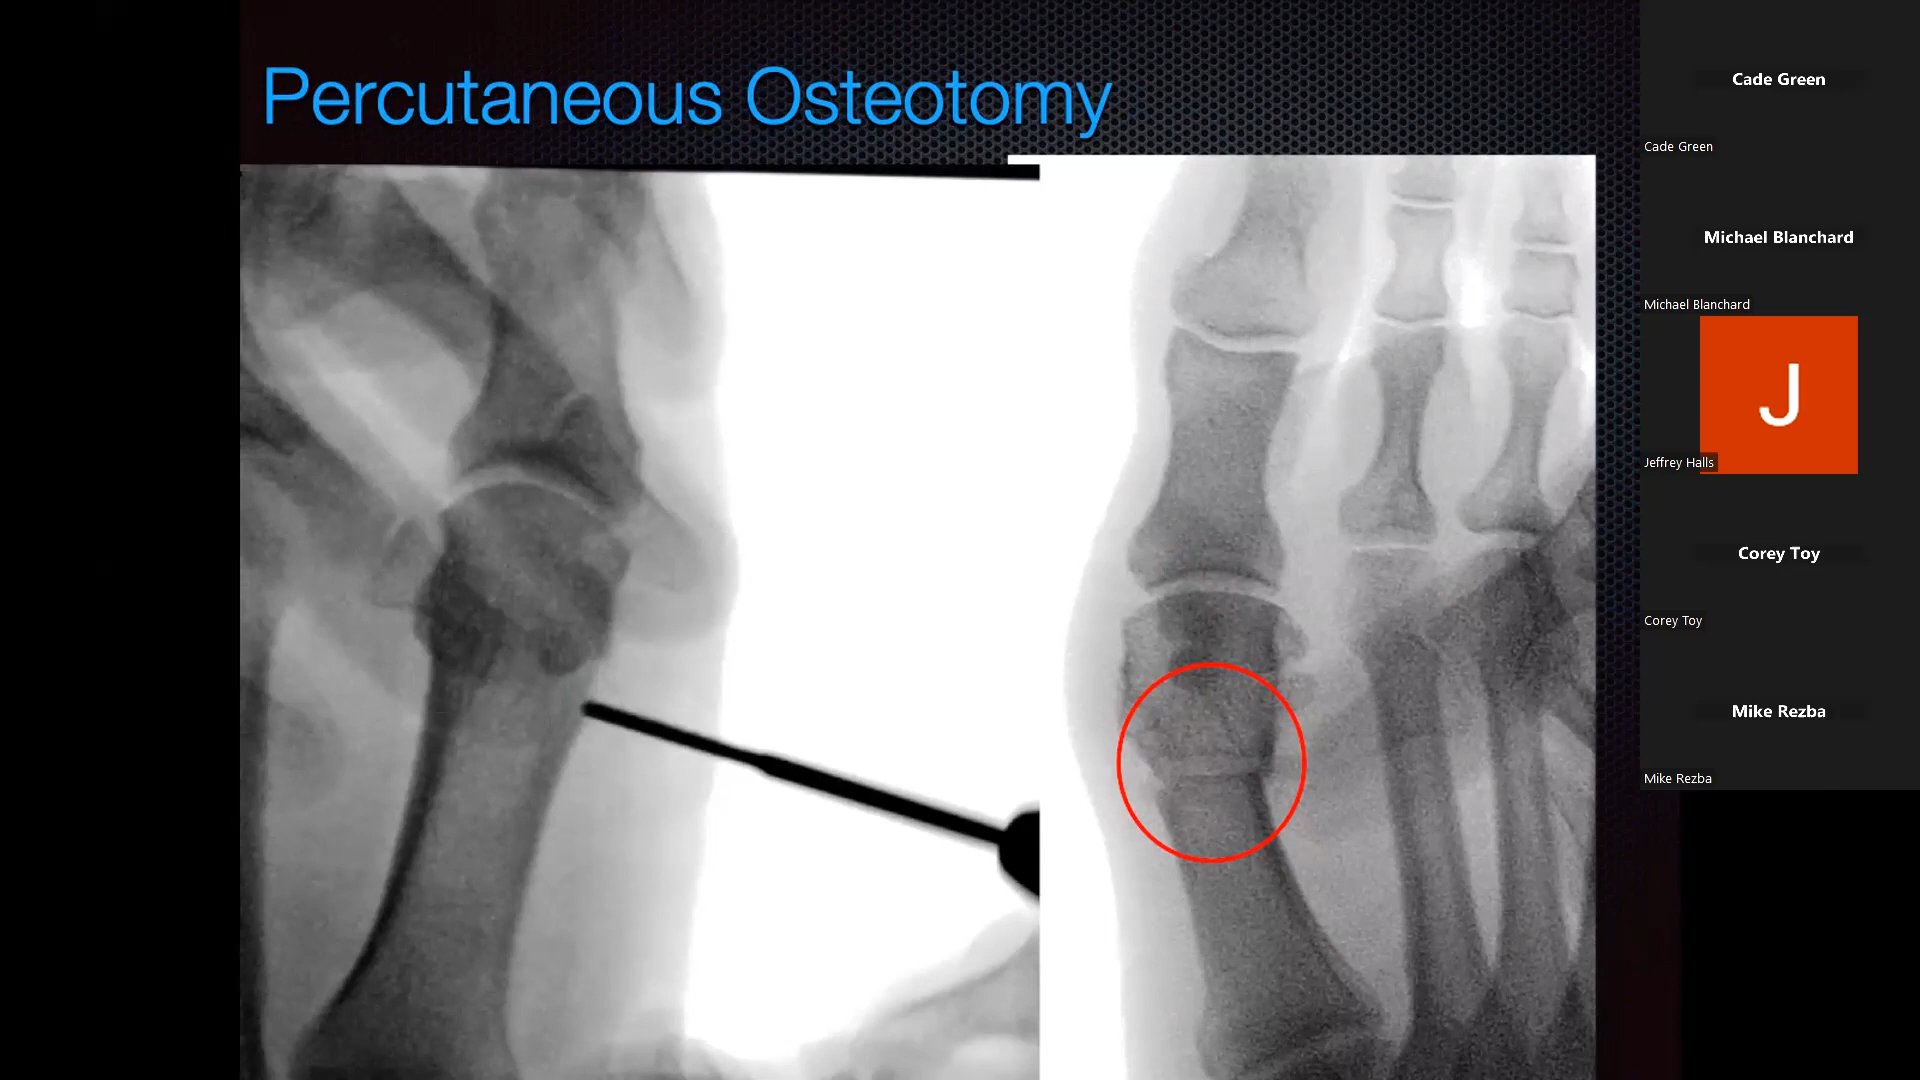 Percutaneous Osteotomy
Cade Green
Cade Green
Michael Blanchard
Michael Blanchard
J
Jeffrey Halls
Corey Toy
Corey Toy
Mike Rezba
Mike Rezba